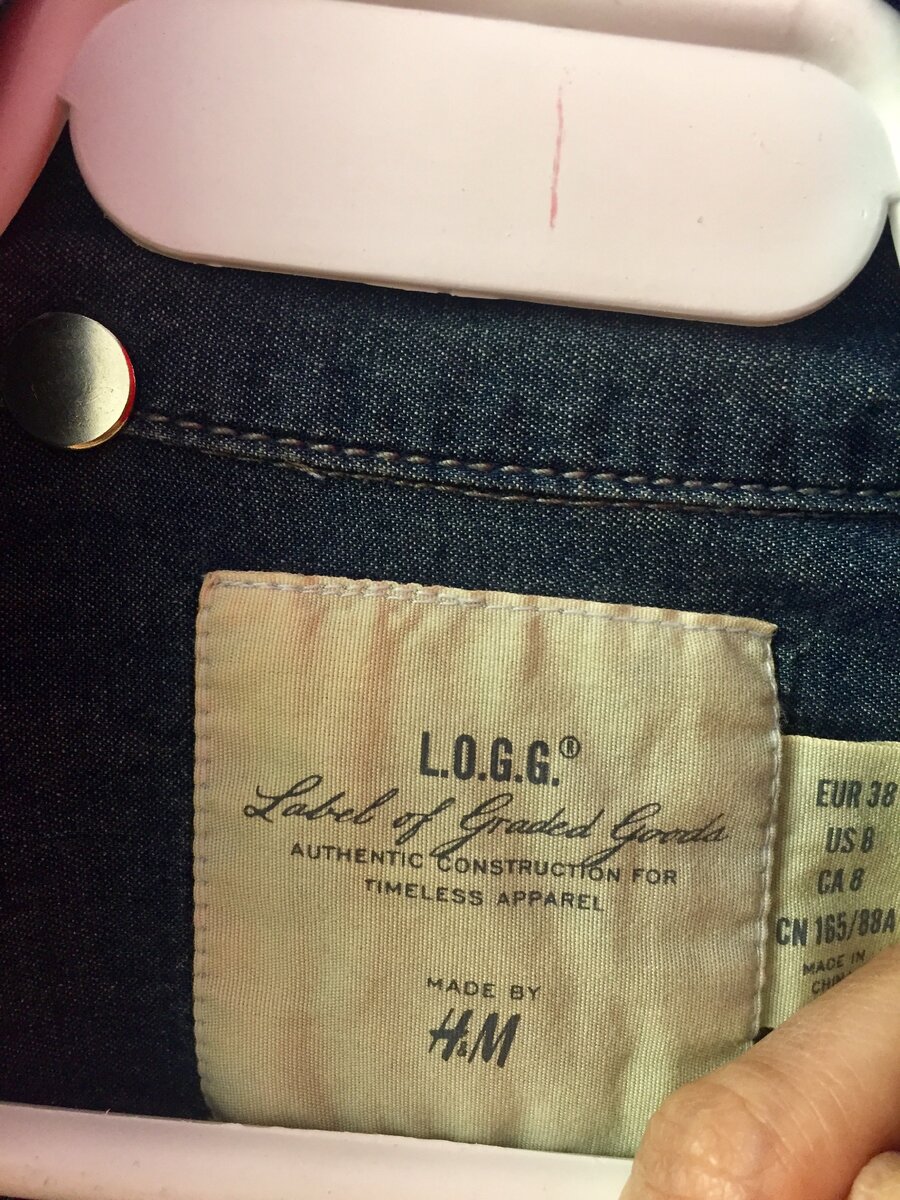 L.O.G.G.®
Label of Graded Goods
AUTHENTIC CONSTRUCTION FOR
TIMELESS APPAREL
MADE BY
H&M
EUR 38
US 8
CA 8
CN 165/88A
MADE IN